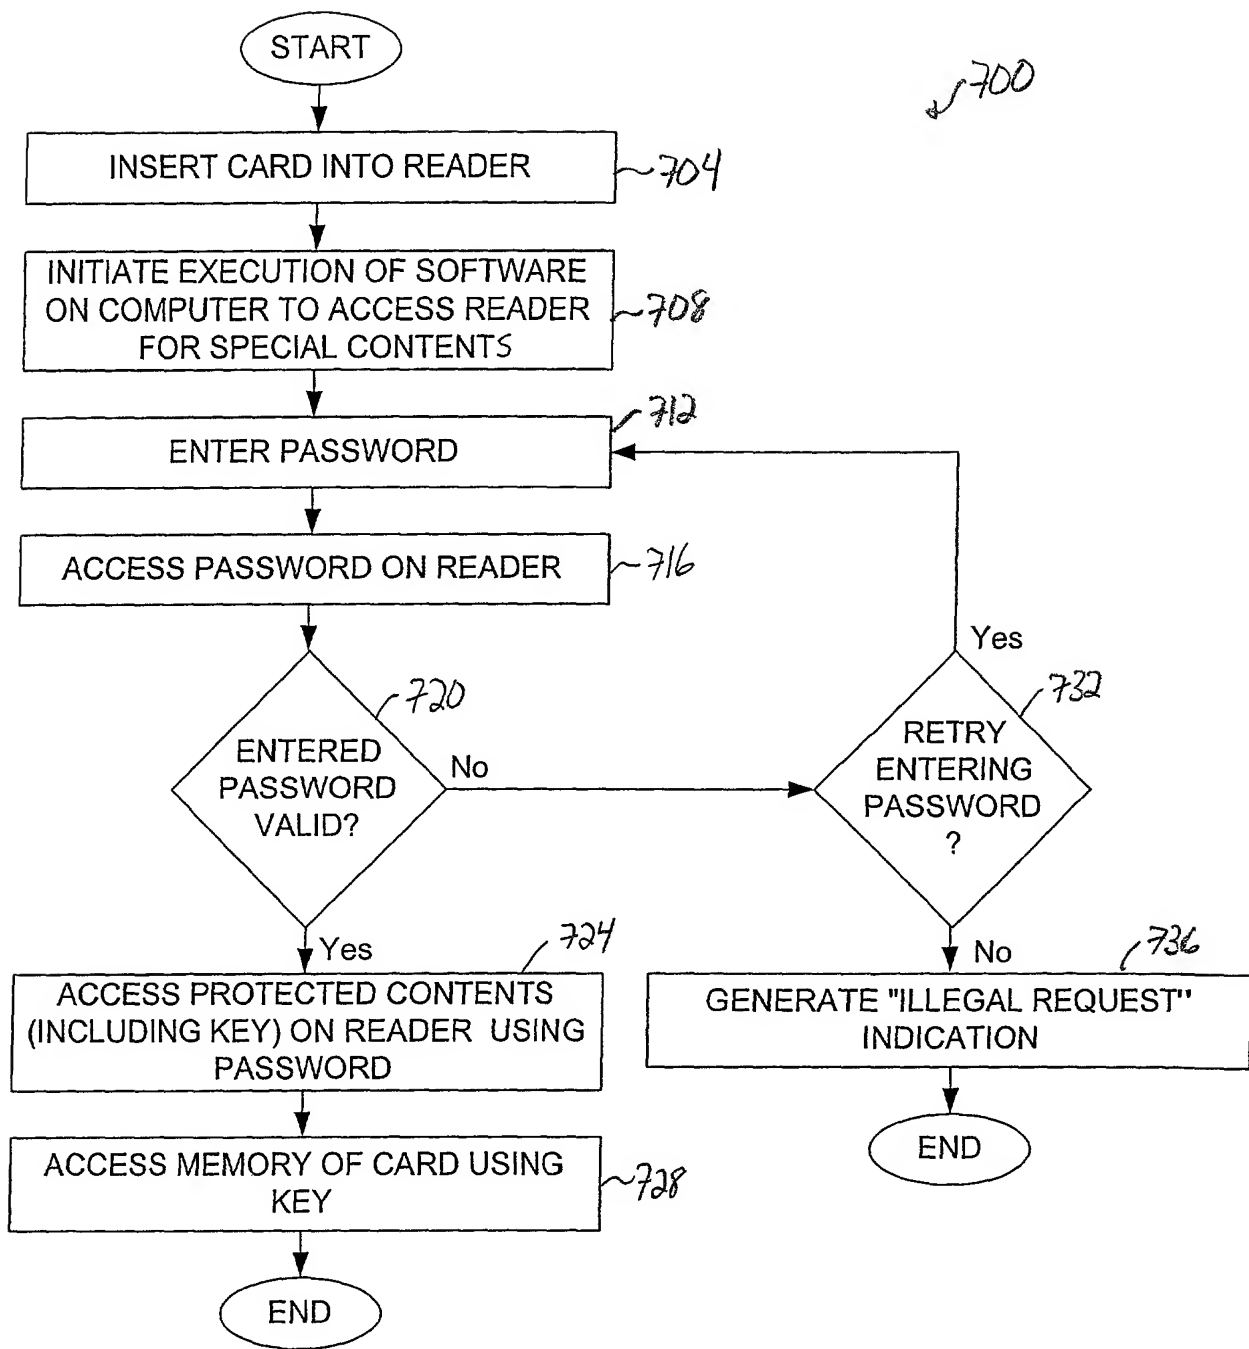 START
700
INSERT CARD INTO READER
704
INITIATE EXECUTION OF SOFTWARE
ON COMPUTER TO ACCESS READER
FOR SPECIAL CONTENTS
708
712
ENTER PASSWORD
ACCESS PASSWORD ON READER
716
720
ENTERED
PASSWORD
VALID?
No
Yes
732
RETRY
ENTERING
PASSWORD
?
Yes
724
ACCESS PROTECTED CONTENTS
(INCLUDING KEY) ON READER USING
PASSWORD
No
736
GENERATE "ILLEGAL REQUEST"
INDICATION
END
ACCESS MEMORY OF CARD USING
KEY
728
END